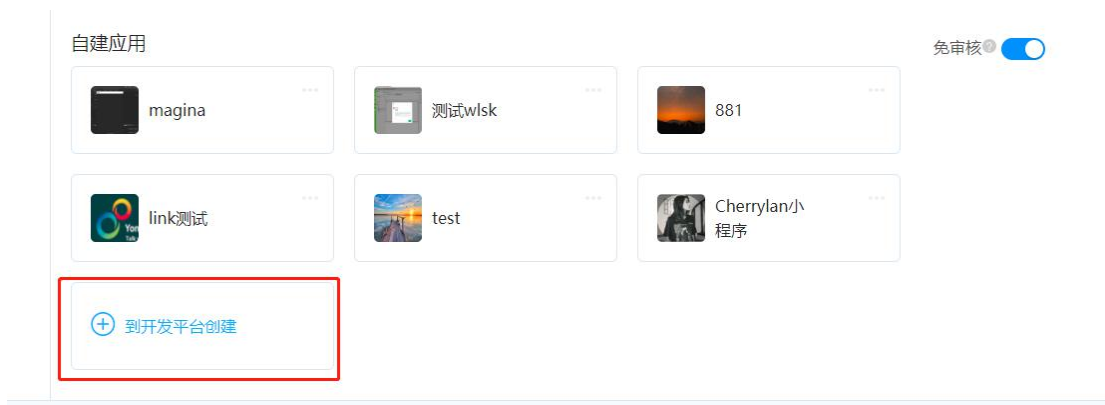 自建应用
免审核
magina
测试wlsk
881
link测试
Yon
Talk
test
Cherrylan小
程序
到开发平台创建